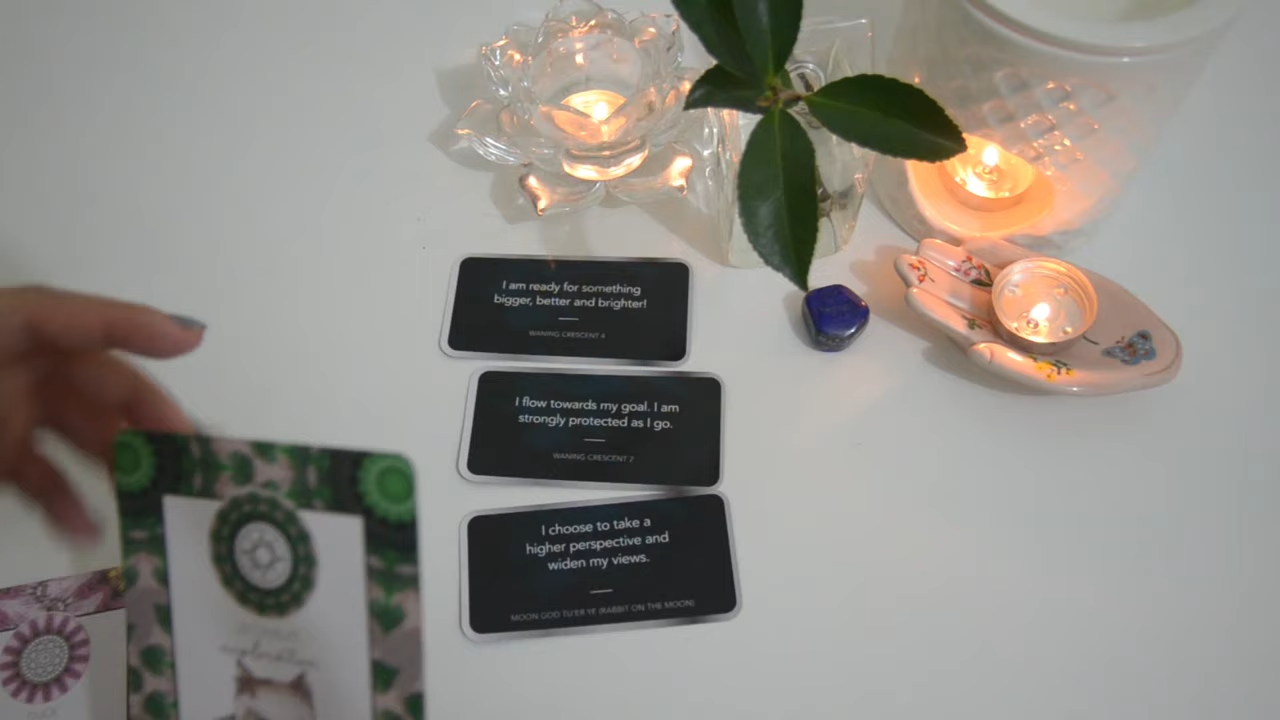 I am ready for something
bigger, better and brighter!
WANING CRESCENT 4
I flow towards my goal. I am
strongly protected as I go.
WANING CRESCENT 2
I choose to take a
higher perspective and
widen my views.
MOON GOD TU'ER YE (RABBIT ON THE MOON)